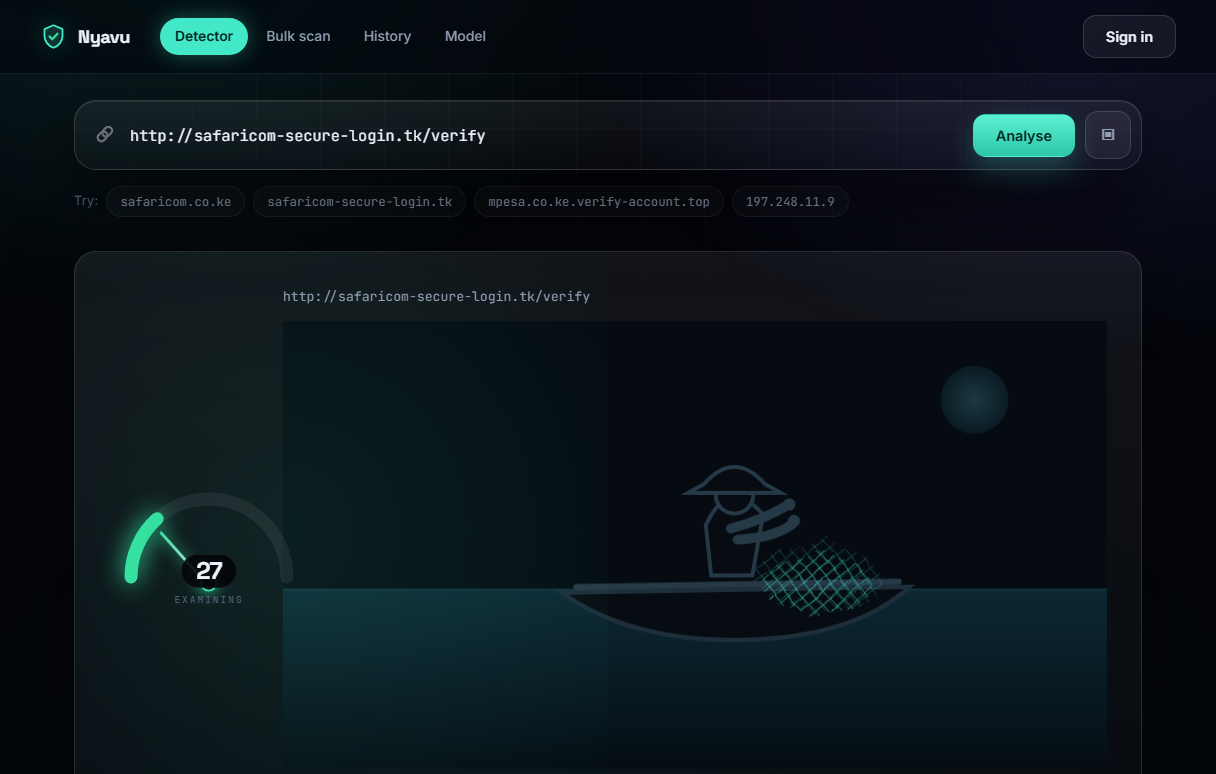 Nyavu
Detector
Bulk scan
History
Model
Sign in
http://safaricom-secure-login.tk/verify
Analyse
Try:
safaricom.co.ke
safaricom-secure-login.tk
mpesa.co.ke.verify-account.top
197.248.11.9
http://safaricom-secure-login.tk/verify
27
EXAMINING